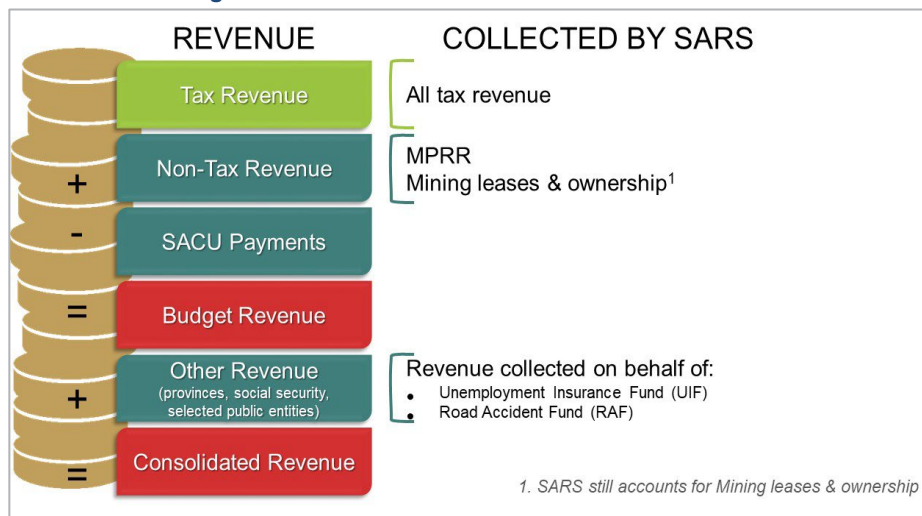 REVENUE
COLLECTED BY SARS
Tax Revenue
All tax revenue
+
Non-Tax Revenue
MPRR
Mining leases & ownership¹
-
SACU Payments
=
Budget Revenue
+
Other Revenue
(provinces, social security,
selected public entities)
Revenue collected on behalf of:
• Unemployment Insurance Fund (UIF)
• Road Accident Fund (RAF)
=
Consolidated Revenue
1. SARS still accounts for Mining leases & ownership